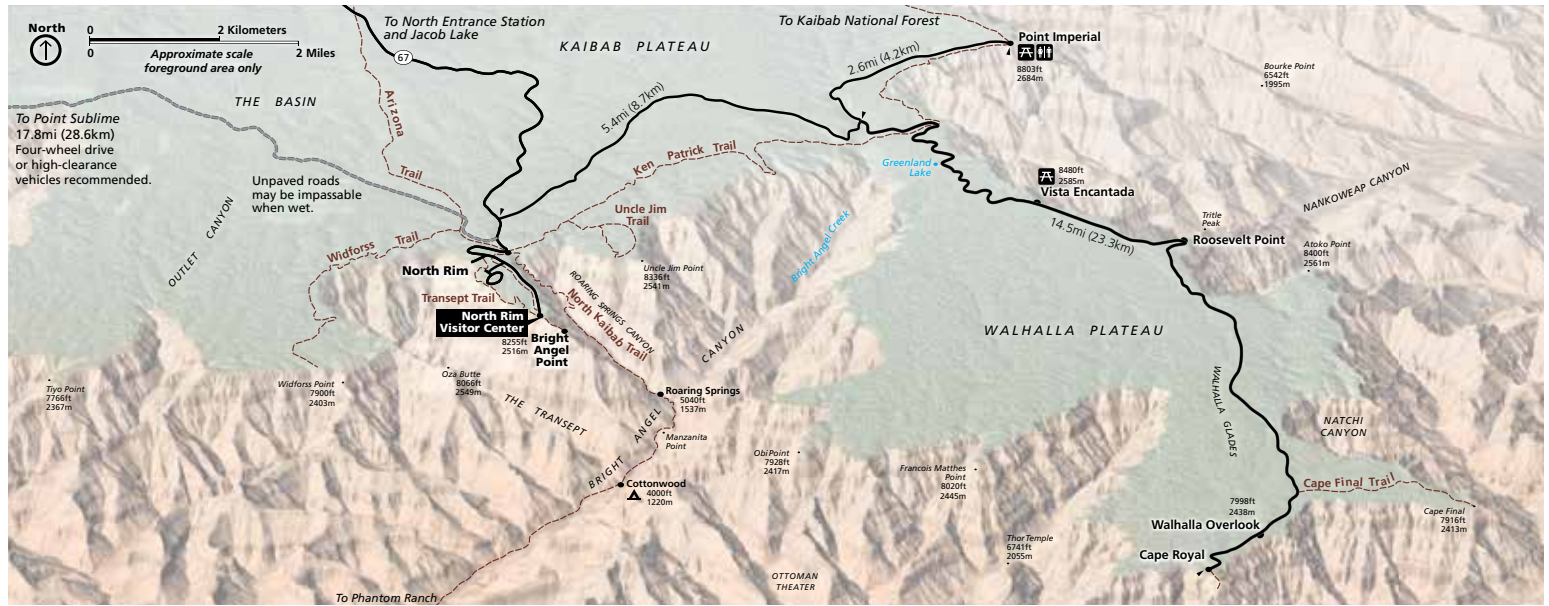 North
0 2 Kilometers
0 2 Miles
Approximate scale
foreground area only
To North Entrance Station
and Jacob Lake
67
KAIBAB PLATEAU
To Kaibab National Forest
Point Imperial
8803ft
2684m
2.6mi (4.2km)
Bourke Point
6542ft
1995m
THE BASIN
To Point Sublime
17.8mi (28.6km)
Four-wheel drive
or high-clearance
vehicles recommended.
Arizona
Trail
5.4mi (8.7km)
Ken Patrick Trail
Greenland
Lake
8480ft
2585m
Vista Encantada
NANKOWEAP CANYON
Unpaved roads
may be impassable
when wet.
OUTLET CANYON
Uncle Jim
Trail
Bright Angel Creek
14.5mi (23.3km)
Tritle
Peak
Roosevelt Point
Atoko Point
8400ft
2561m
Widforss Trail
North Rim
Uncle Jim Point
8336ft
2541m
ROARING SPRINGS CANYON
North Kaibab Trail
Transept Trail
North Rim
Visitor Center
8255ft
2516m
Bright
Angel
Point
WALHALLA PLATEAU
Tiyo Point
7766ft
2367m
Widforss Point
7900ft
2403m
Oza Butte
8066ft
2549m
THE TRANSEPT
Roaring Springs
5040ft
1537m
BRIGHT ANGEL CANYON
Manzanita
Point
WALHALLA GLADES
NATCHI
CANYON
Obi Point
7928ft
2417m
Francois Matthes
Point
8020ft
2445m
Cottonwood
4000ft
1220m
Cape Final Trail
7998ft
2438m
Walhalla Overlook
Cape Final
7916ft
2413m
Thor Temple
6741ft
2055m
Cape Royal
OTTOMAN
THEATER
To Phantom Ranch